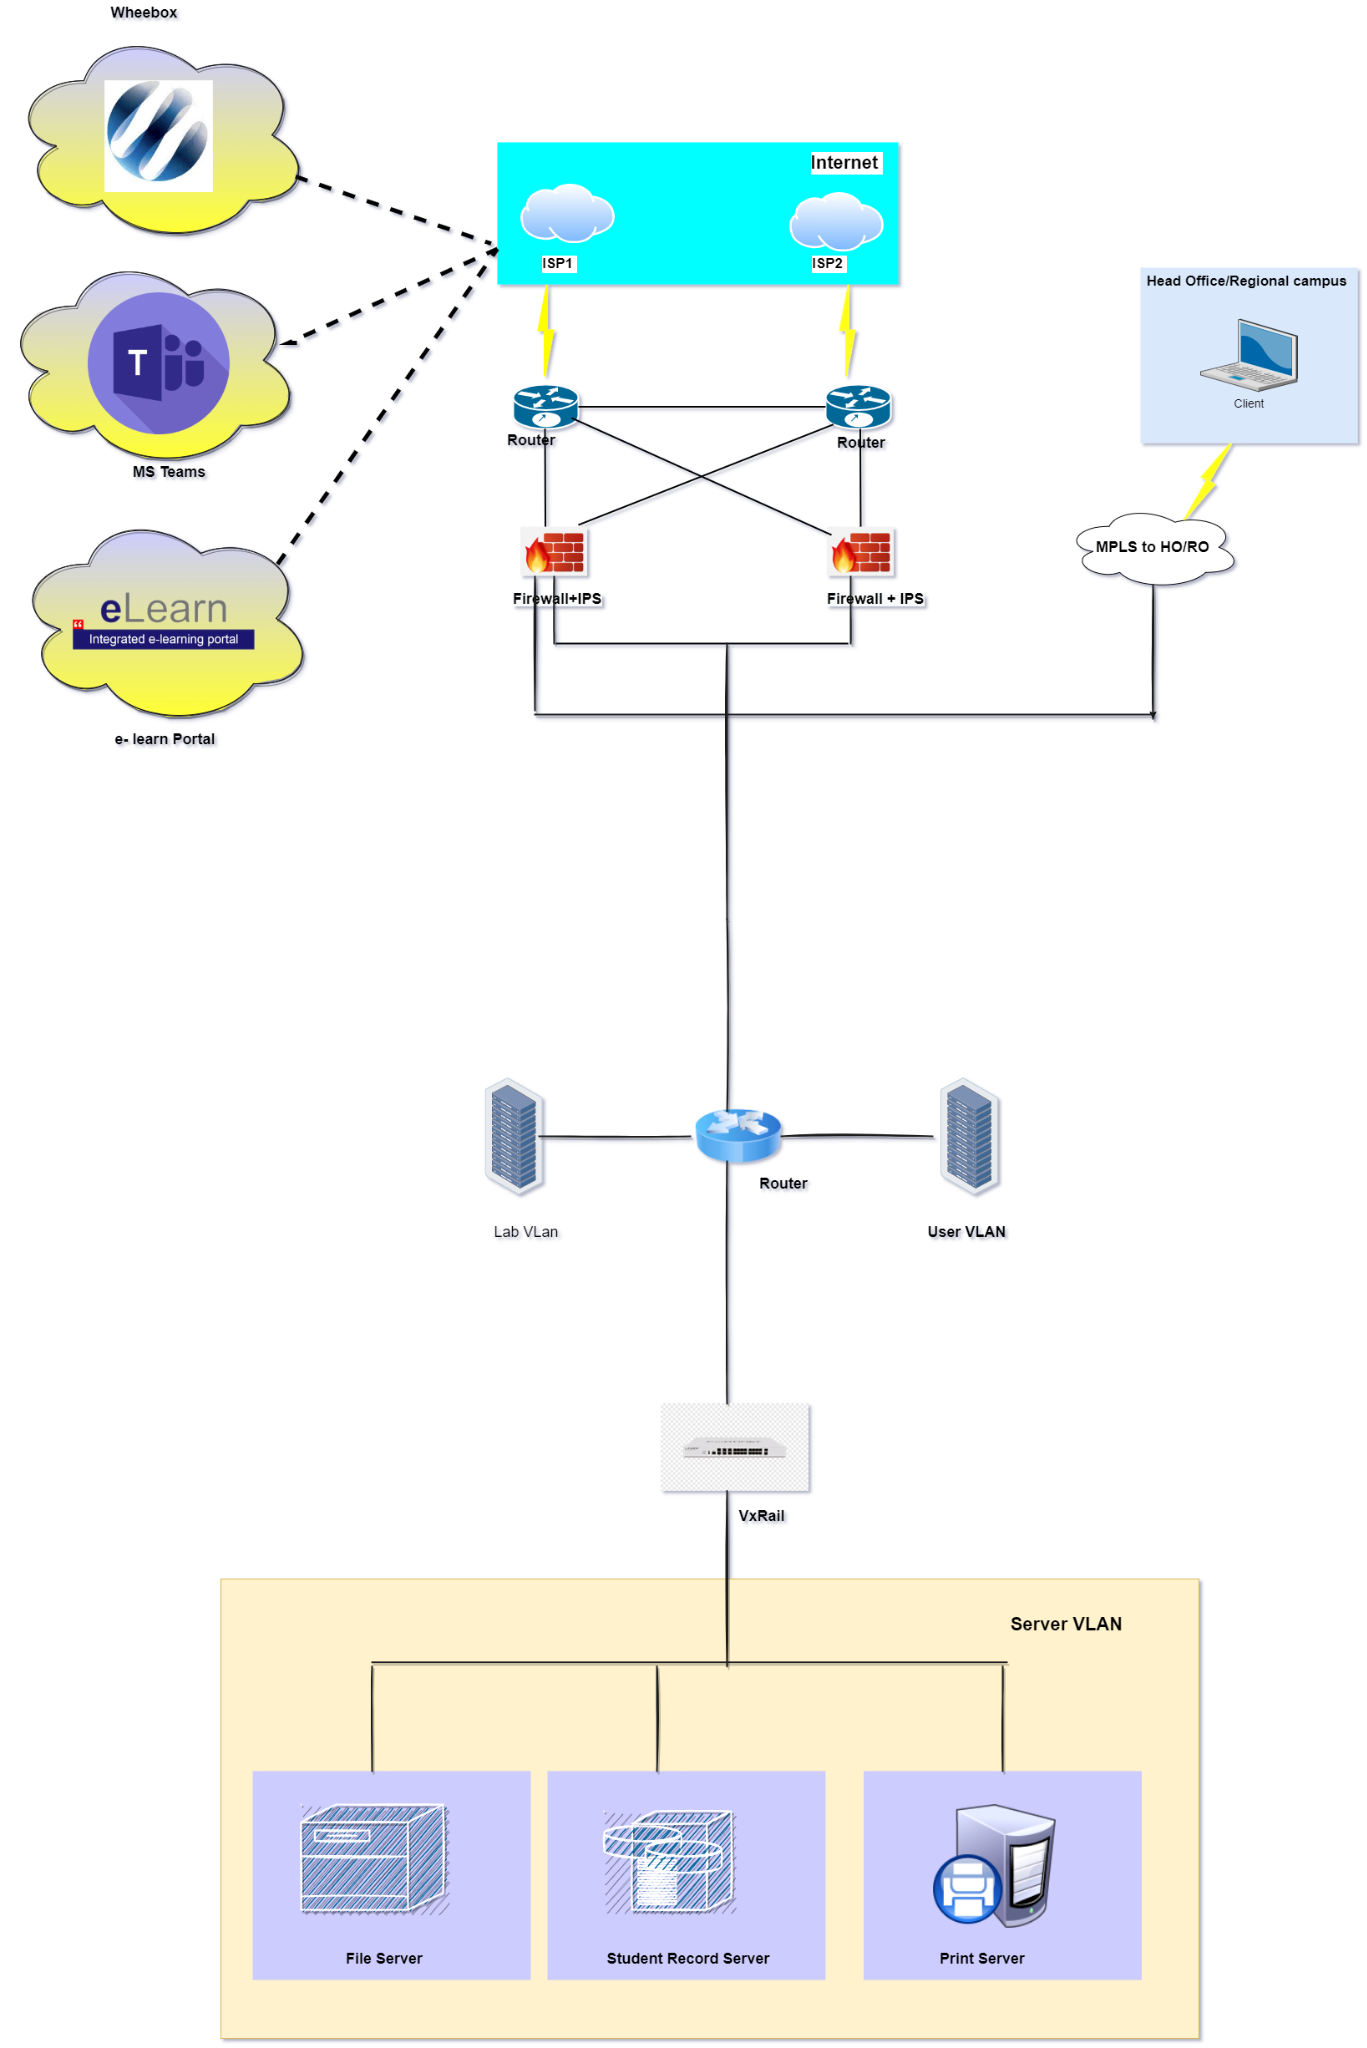 Wheebox
Internet
ISP1
ISP2
Head Office/Regional campus
Client
T
MS Teams
Router
Router
MPLS to HO/RO
Firewall+IPS
Firewall + IPS
eLearn
Integrated e-learning portal
e- learn Portal
Router
Lab VLan
User VLAN
VxRail
Server VLAN
File Server
Student Record Server
Print Server